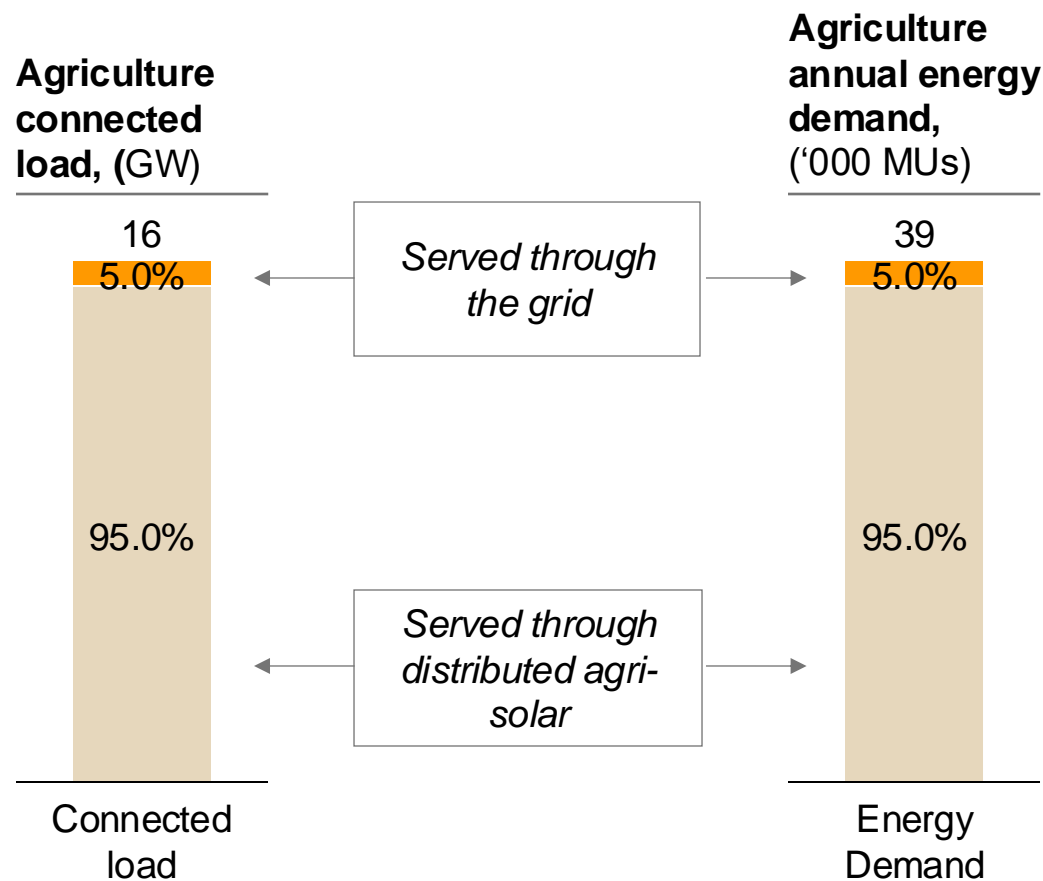 Agriculture
connected
load, (GW)
16
5.0%
95.0%
Connected
load
Served through
the grid
Served through
distributed agri-
solar
Agriculture
annual energy
demand,
(‘000 MUs)
39
5.0%
95.0%
Energy
Demand